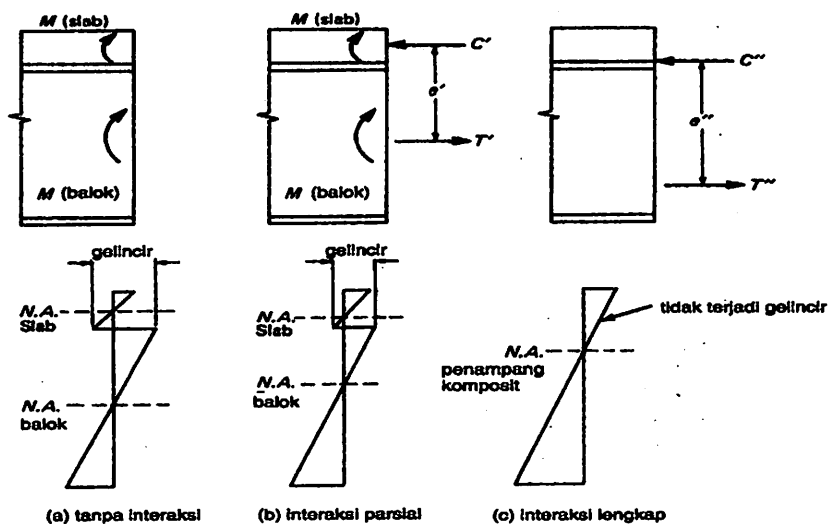 M (slab)
M (balok)
gelincir
N.A.
Slab
N.A.
balok
(a) tanpa interaksi
M (slab)
C'
e'
T'
M (balok)
gelincir
N.A.
Slab
N.A.
balok
(b) interaksi parsial
C''
e''
T''
tidak terjadi gelincir
N.A.
penampang
komposit
(c) interaksi lengkap